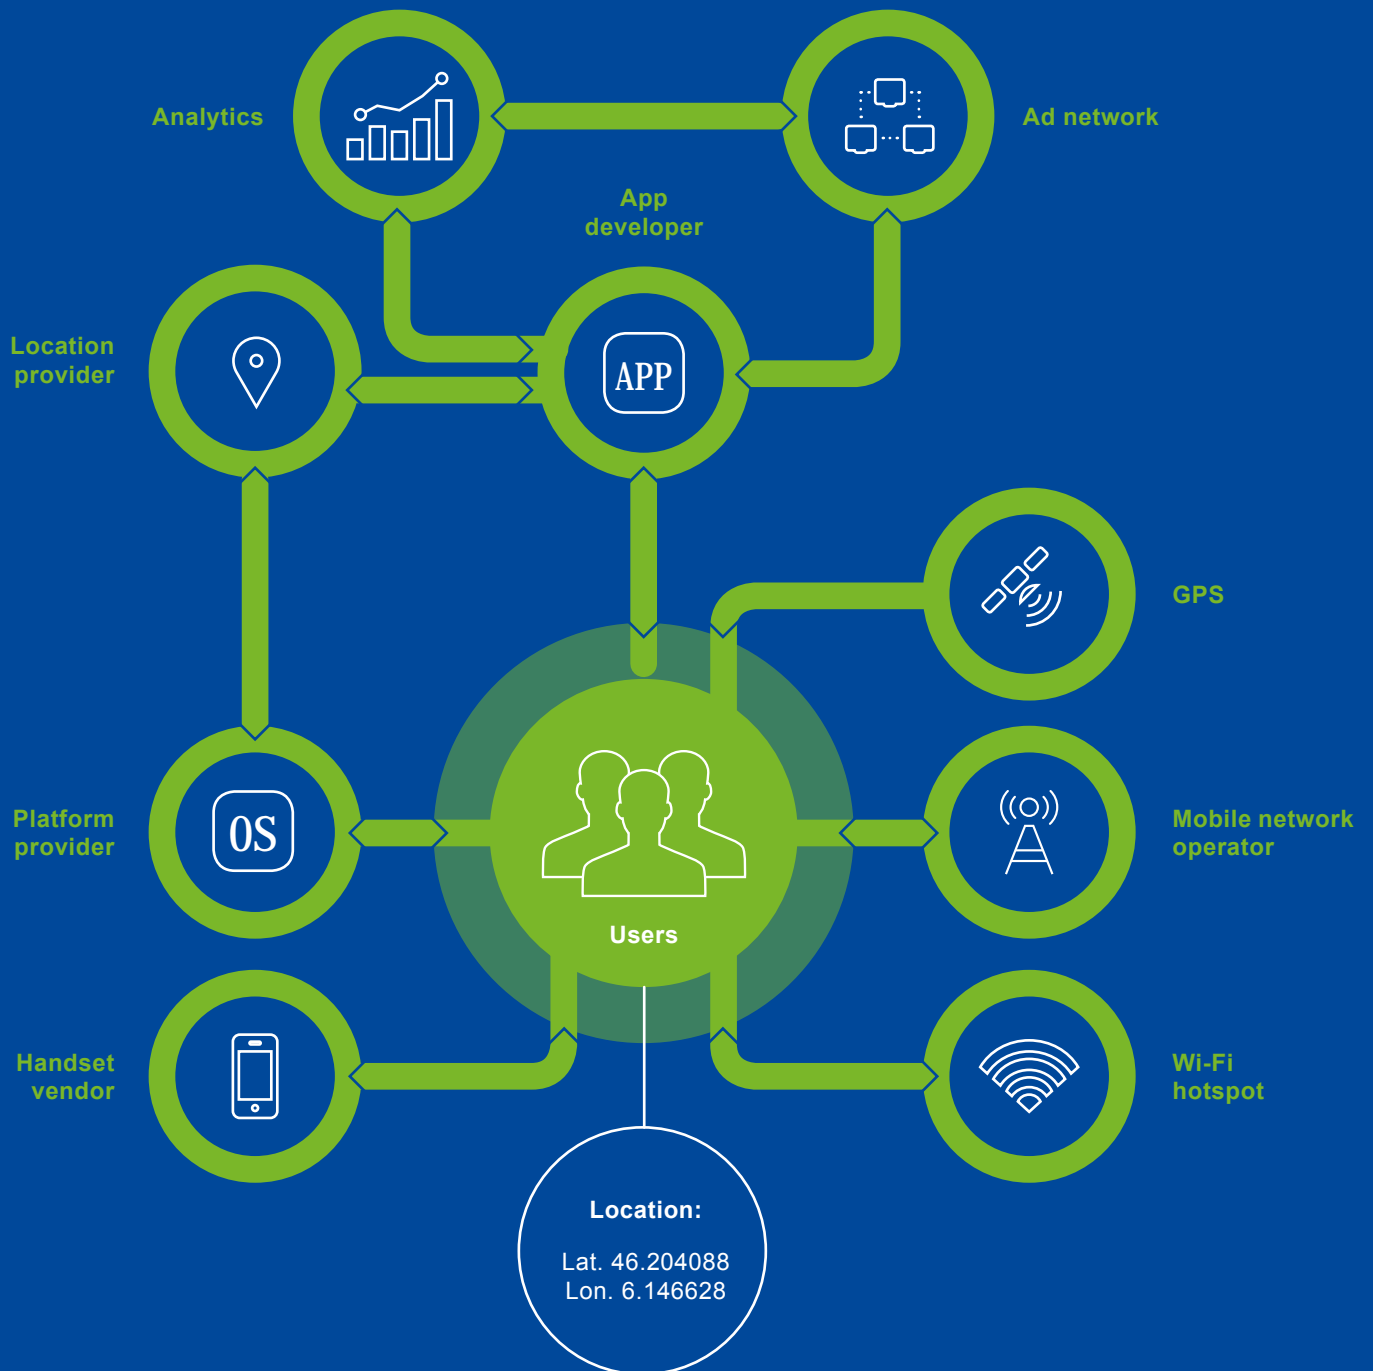 Analytics
Ad network
App
developer
Location
provider
APP
GPS
Platform
provider
OS
Mobile network
operator
Users
Handset
vendor
Wi-Fi
hotspot
Location:
Lat. 46.204088
Lon. 6.146628